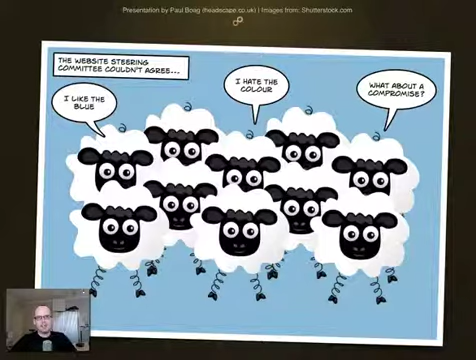 Presentation by Paul Boag (headscape.co.uk) | Images from: Shutterstock.com
THE WEBSITE STEERING
COMMITTEE COULDN'T AGREE...
I LIKE THE
BLUE
I HATE THE
COLOUR
WHAT ABOUT A
COMPROMISE?